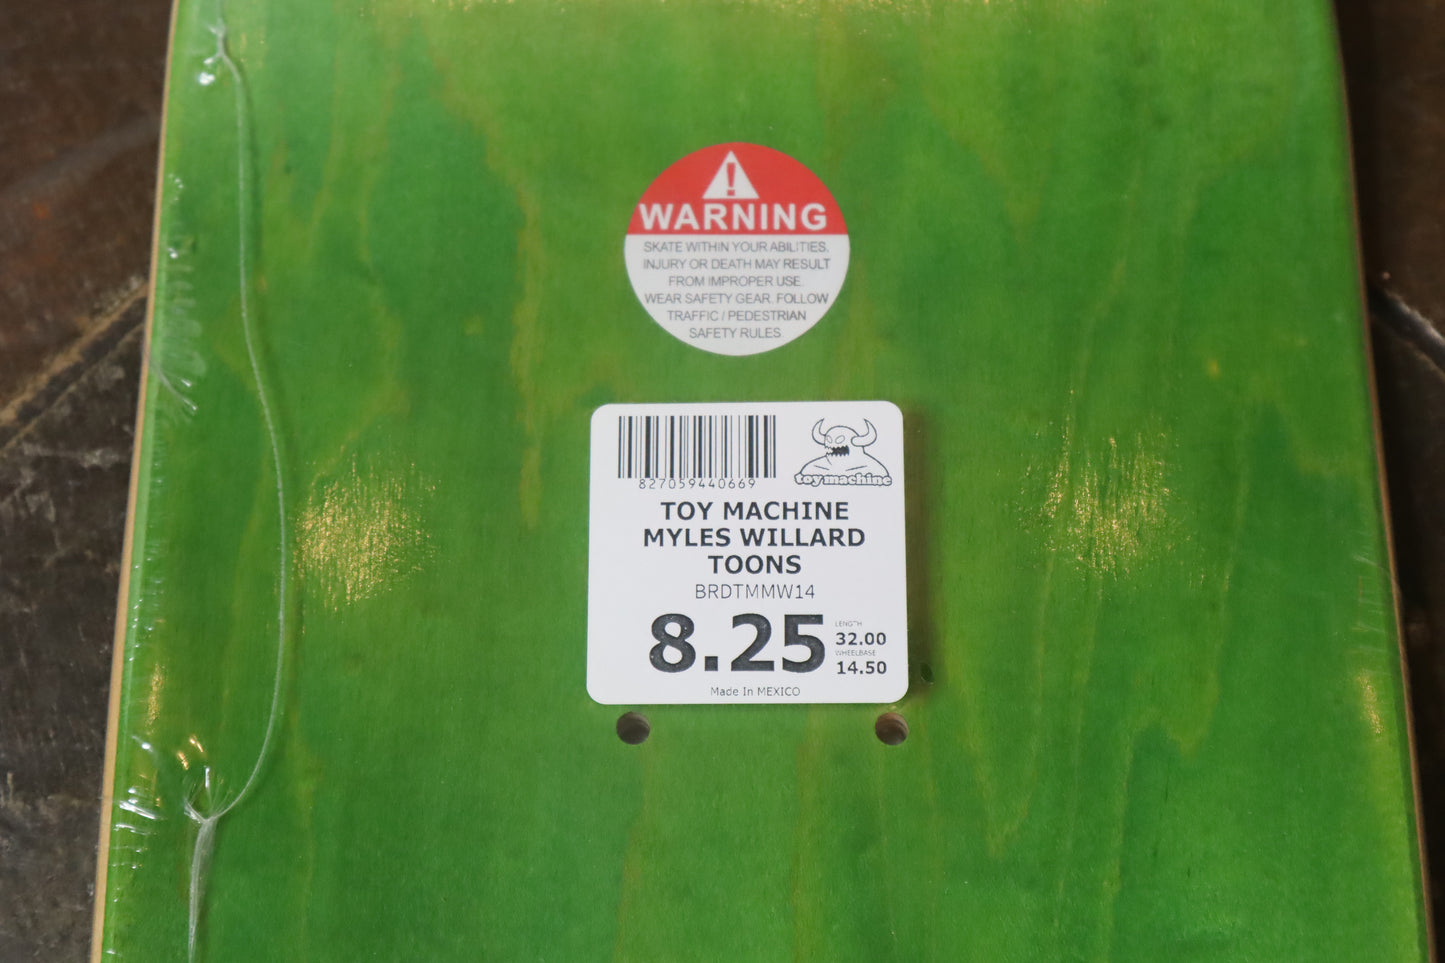 !
WARNING
SKATE WITHIN YOUR ABILITIES.
INJURY OR DEATH MAY RESULT
FROM IMPROPER USE.
WEAR SAFETY GEAR. FOLLOW
TRAFFIC / PEDESTRIAN
SAFETY RULES
827059440669
toy machine
TOY MACHINE
MYLES WILLARD
TOONS
BRDTMMW14
8.25
LENGTH
32.00
WHEELBASE
14.50
Made In MEXICO